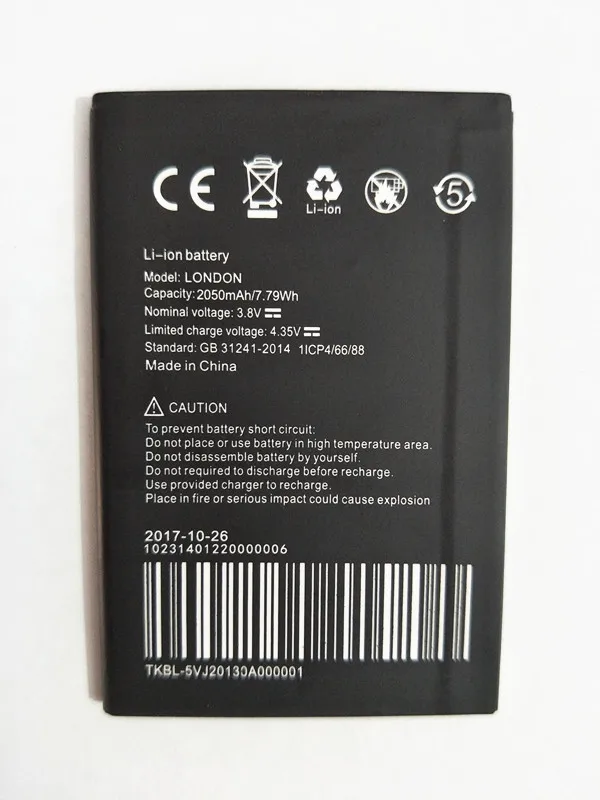 CE
Li-ion
5
Li-ion battery
Model: LONDON
Capacity: 2050mAh/7.79Wh
Nominal voltage: 3.8V
Limited charge voltage: 4.35V
Standard: GB 31241-2014 1ICP4/66/88
Made in China
CAUTION
To prevent battery short circuit:
Do not place or use battery in high temperature area.
Do not disassemble battery by yourself.
Do not required to discharge before recharge.
Use provided charger to recharge.
Place in fire or serious impact could cause explosion
2017-10-26
10231401220000006
TKBL-5VJ20130A000001